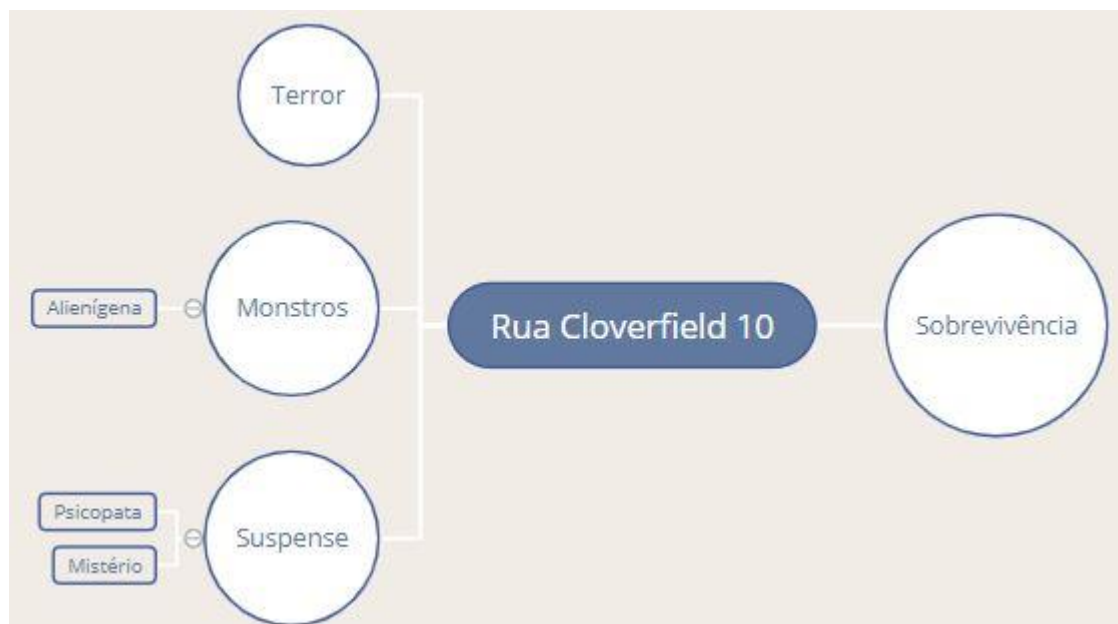 Terror
Alienígena
Monstros
Rua Cloverfield 10
Sobrevivência
Psicopata
Suspense
Mistério